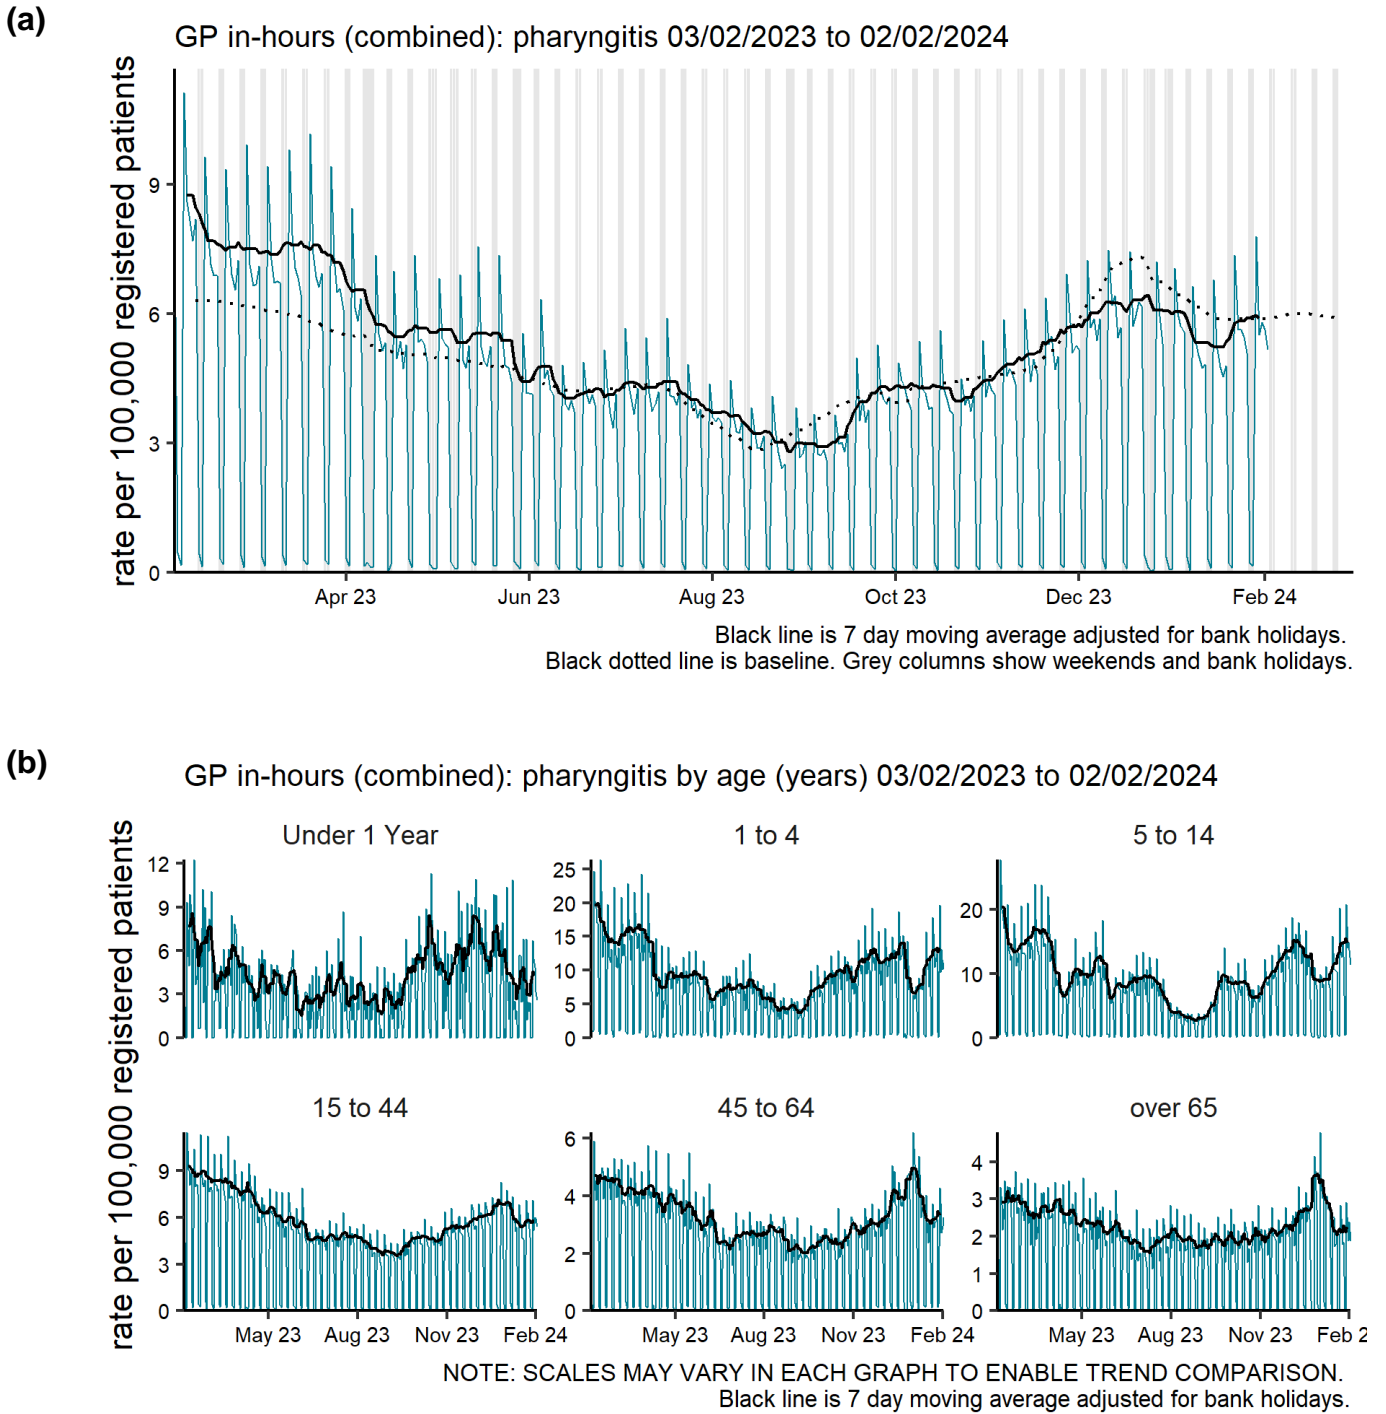 (a)
GP in-hours (combined): pharyngitis 03/02/2023 to 02/02/2024
rate per 100,000 registered patients
9
6
3
0
Apr 23
Jun 23
Aug 23
Oct 23
Dec 23
Feb 24
Black line is 7 day moving average adjusted for bank holidays.
Black dotted line is baseline. Grey columns show weekends and bank holidays.
(b)
GP in-hours (combined): pharyngitis by age (years) 03/02/2023 to 02/02/2024
rate per 100,000 registered patients
Under 1 Year
12
9
6
3
0
1 to 4
25
20
15
10
5
0
5 to 14
20
10
0
15 to 44
9
6
3
0
May 23
Aug 23
Nov 23
Feb 24
45 to 64
6
4
2
0
May 23
Aug 23
Nov 23
Feb 24
over 65
4
3
2
1
0
May 23
Aug 23
Nov 23
Feb 2
NOTE: SCALES MAY VARY IN EACH GRAPH TO ENABLE TREND COMPARISON.
Black line is 7 day moving average adjusted for bank holidays.